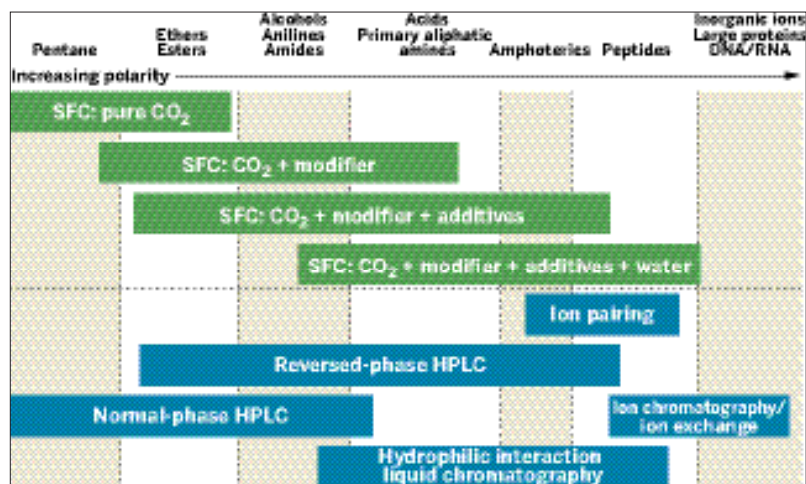 Pentane
Ethers
Esters
Alcohols
Anilines
Amides
Acids
Primary aliphatic
amines
Amphoterics
Peptides
Inorganic ions
Large proteins
DNA/RNA
Increasing polarity
SFC: pure CO₂
SFC: CO₂ + modifier
SFC: CO₂ + modifier + additives
SFC: CO₂ + modifier + additives + water
Ion pairing
Reversed-phase HPLC
Normal-phase HPLC
Ion chromatography/
ion exchange
Hydrophilic interaction
liquid chromatography